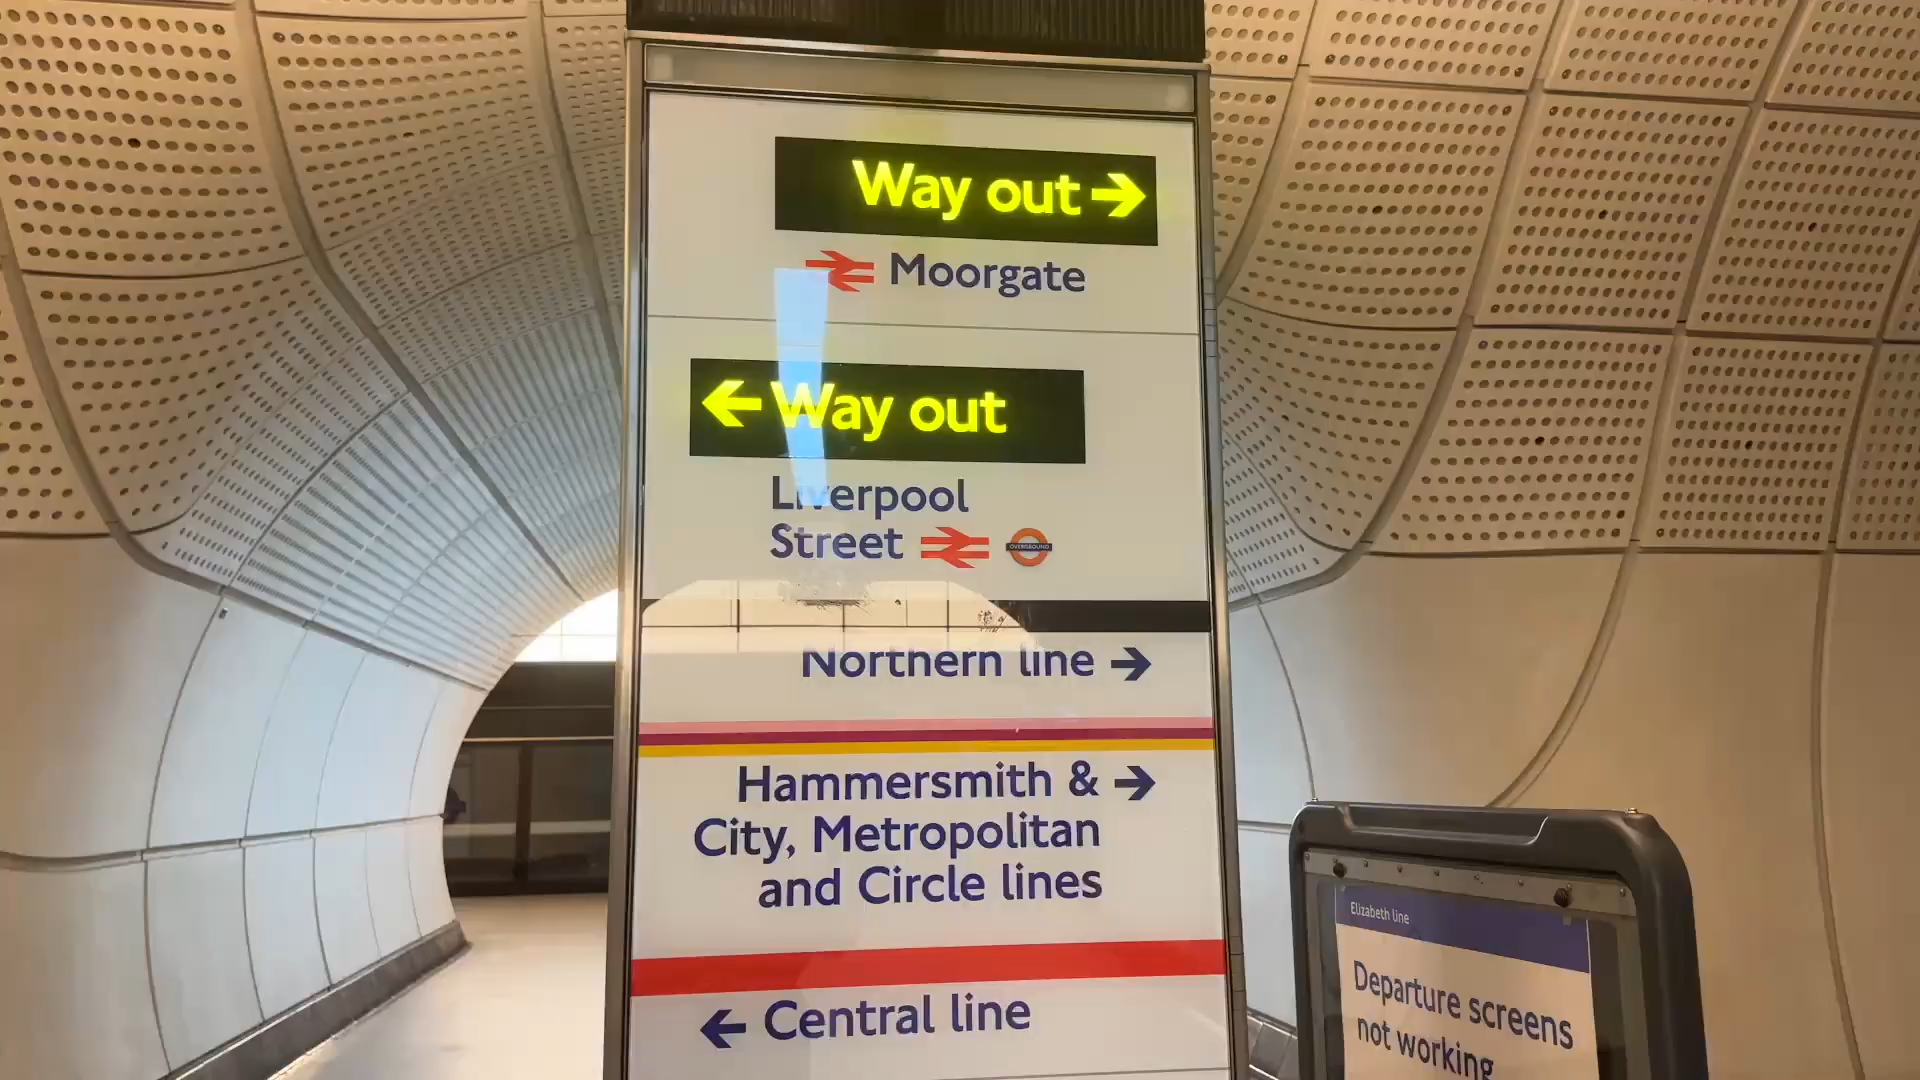 Way out →
Moorgate
← Way out
Liverpool
Street
OVERGROUND
Northern line →
Hammersmith & →
City, Metropolitan
and Circle lines
← Central line
Elizabeth line
Departure screens
not working